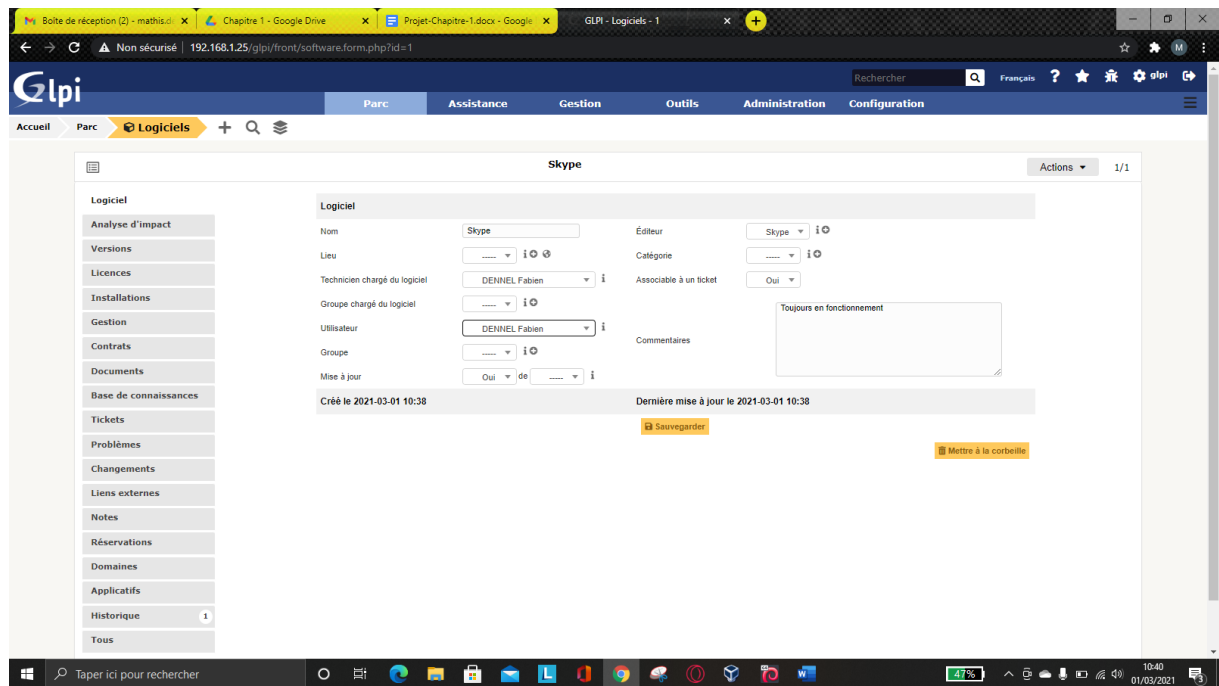 Boîte de réception (2) - mathis.d
Chapitre 1 - Google Drive
Projet-Chapitre-1.docx - Google
GLPI - Logiciels - 1
Non sécurisé | 192.168.1.25/glpi/front/software.form.php?id=1
M
Glpi
Rechercher
Français
?
glpi
Parc
Assistance
Gestion
Outils
Administration
Configuration
Accueil
Parc
Logiciels
Skype
Actions
1/1
Logiciel
Analyse d'impact
Versions
Licences
Installations
Gestion
Contrats
Documents
Base de connaissances
Tickets
Problèmes
Changements
Liens externes
Notes
Réservations
Domaines
Applicatifs
Historique 1
Tous
Logiciel
Nom Skype Éditeur Skype
Lieu ----- Catégorie -----
Technicien chargé du logiciel DENNEL Fabien Associable à un ticket Oui
Groupe chargé du logiciel -----
Utilisateur DENNEL Fabien
Groupe -----
Mise à jour Oui de -----
Commentaires Toujours en fonctionnement
Créé le 2021-03-01 10:38 Dernière mise à jour le 2021-03-01 10:38
Sauvegarder
Mettre à la corbeille
Taper ici pour rechercher
47%
10:40
01/03/2021
3